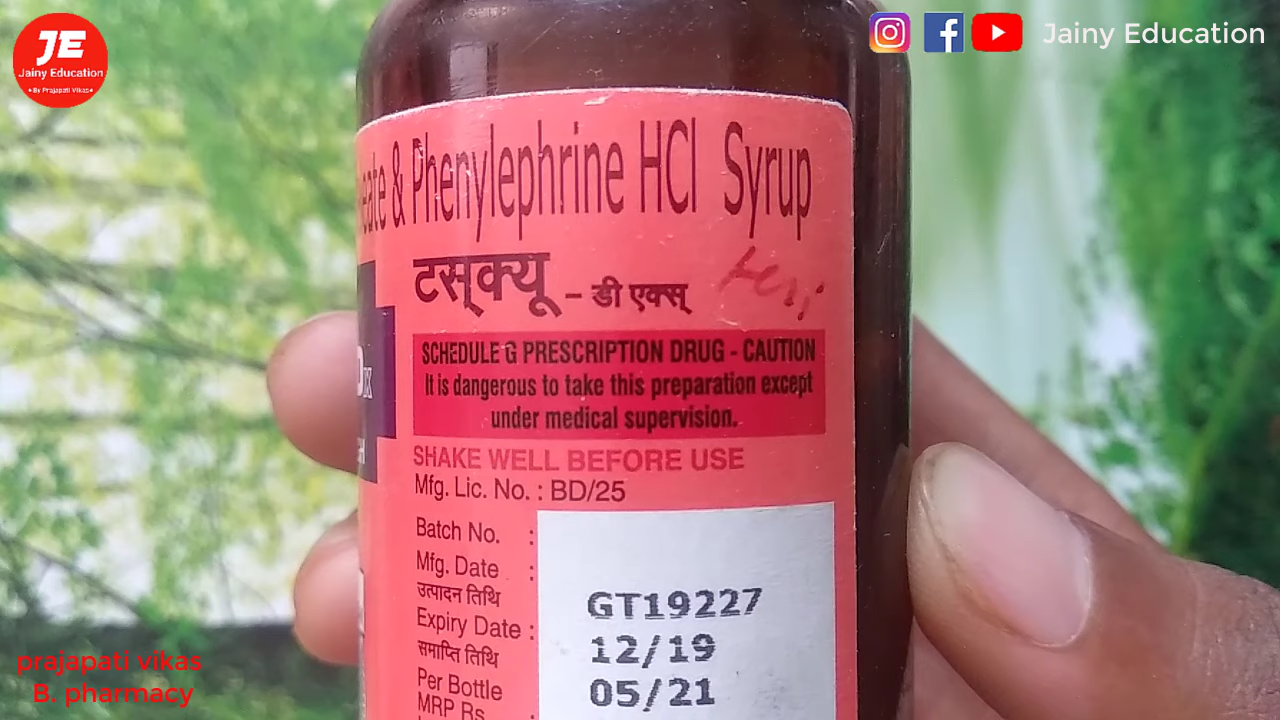 JE
Jainy Education
•By Prajapati Vikas•
Jainy Education
eate & Phenylephrine HCl Syrup
टस्क्यू – डी एक्स्
SCHEDULE G PRESCRIPTION DRUG - CAUTION
It is dangerous to take this preparation except
under medical supervision.
SHAKE WELL BEFORE USE
Mfg. Lic. No. : BD/25
Batch No. :
Mfg. Date :
उत्पादन तिथि
Expiry Date :
समाप्ति तिथि
Per Bottle
MRP Rs.
GT19227
12/19
05/21
prajapati vikas
B. pharmacy